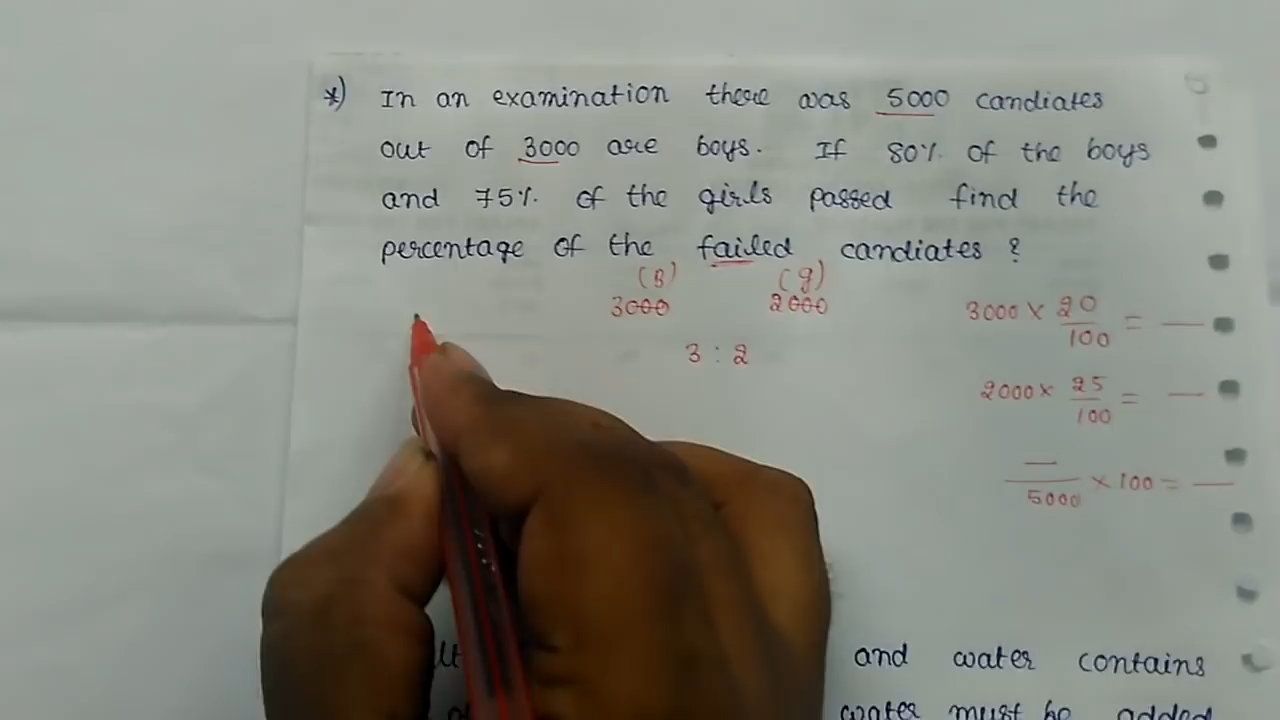 *) In an examination there was 5000 candiates
out of 3000 are boys. If 80% of the boys
and 75% of the girls passed find the
percentage of the failed candiates ?
(B) (g)
3000 2000
3 : 2
3000 × 20/100 = —
2000 × 25/100 = —
—/5000 × 100 = —
and water contains
water must be added